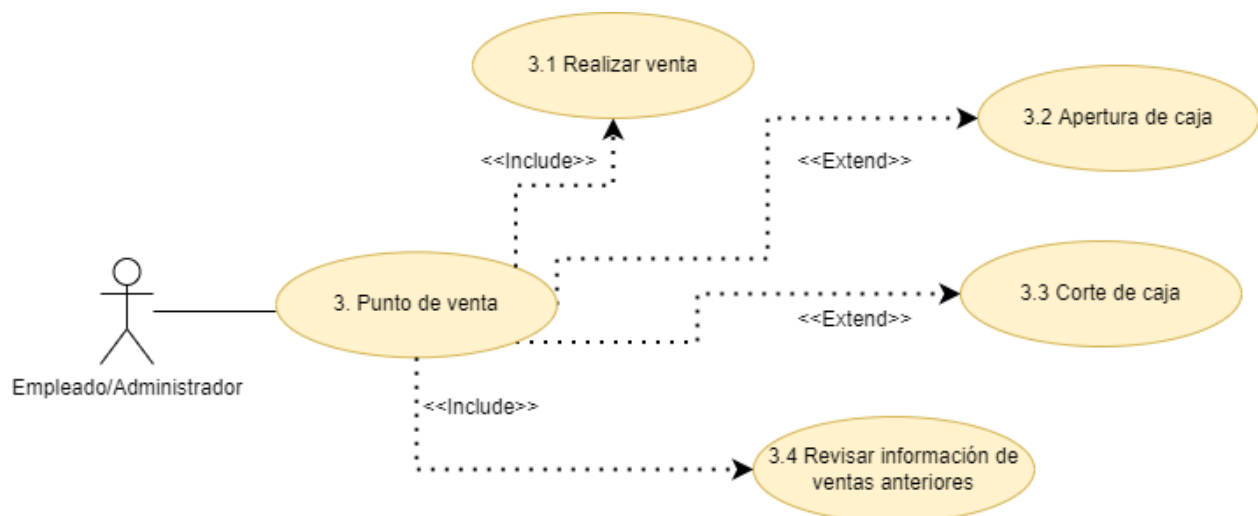 3.1 Realizar venta
3.2 Apertura de caja
<<Include>>
<<Extend>>
3. Punto de venta
3.3 Corte de caja
<<Extend>>
Empleado/Administrador
<<Include>>
3.4 Revisar información de
ventas anteriores